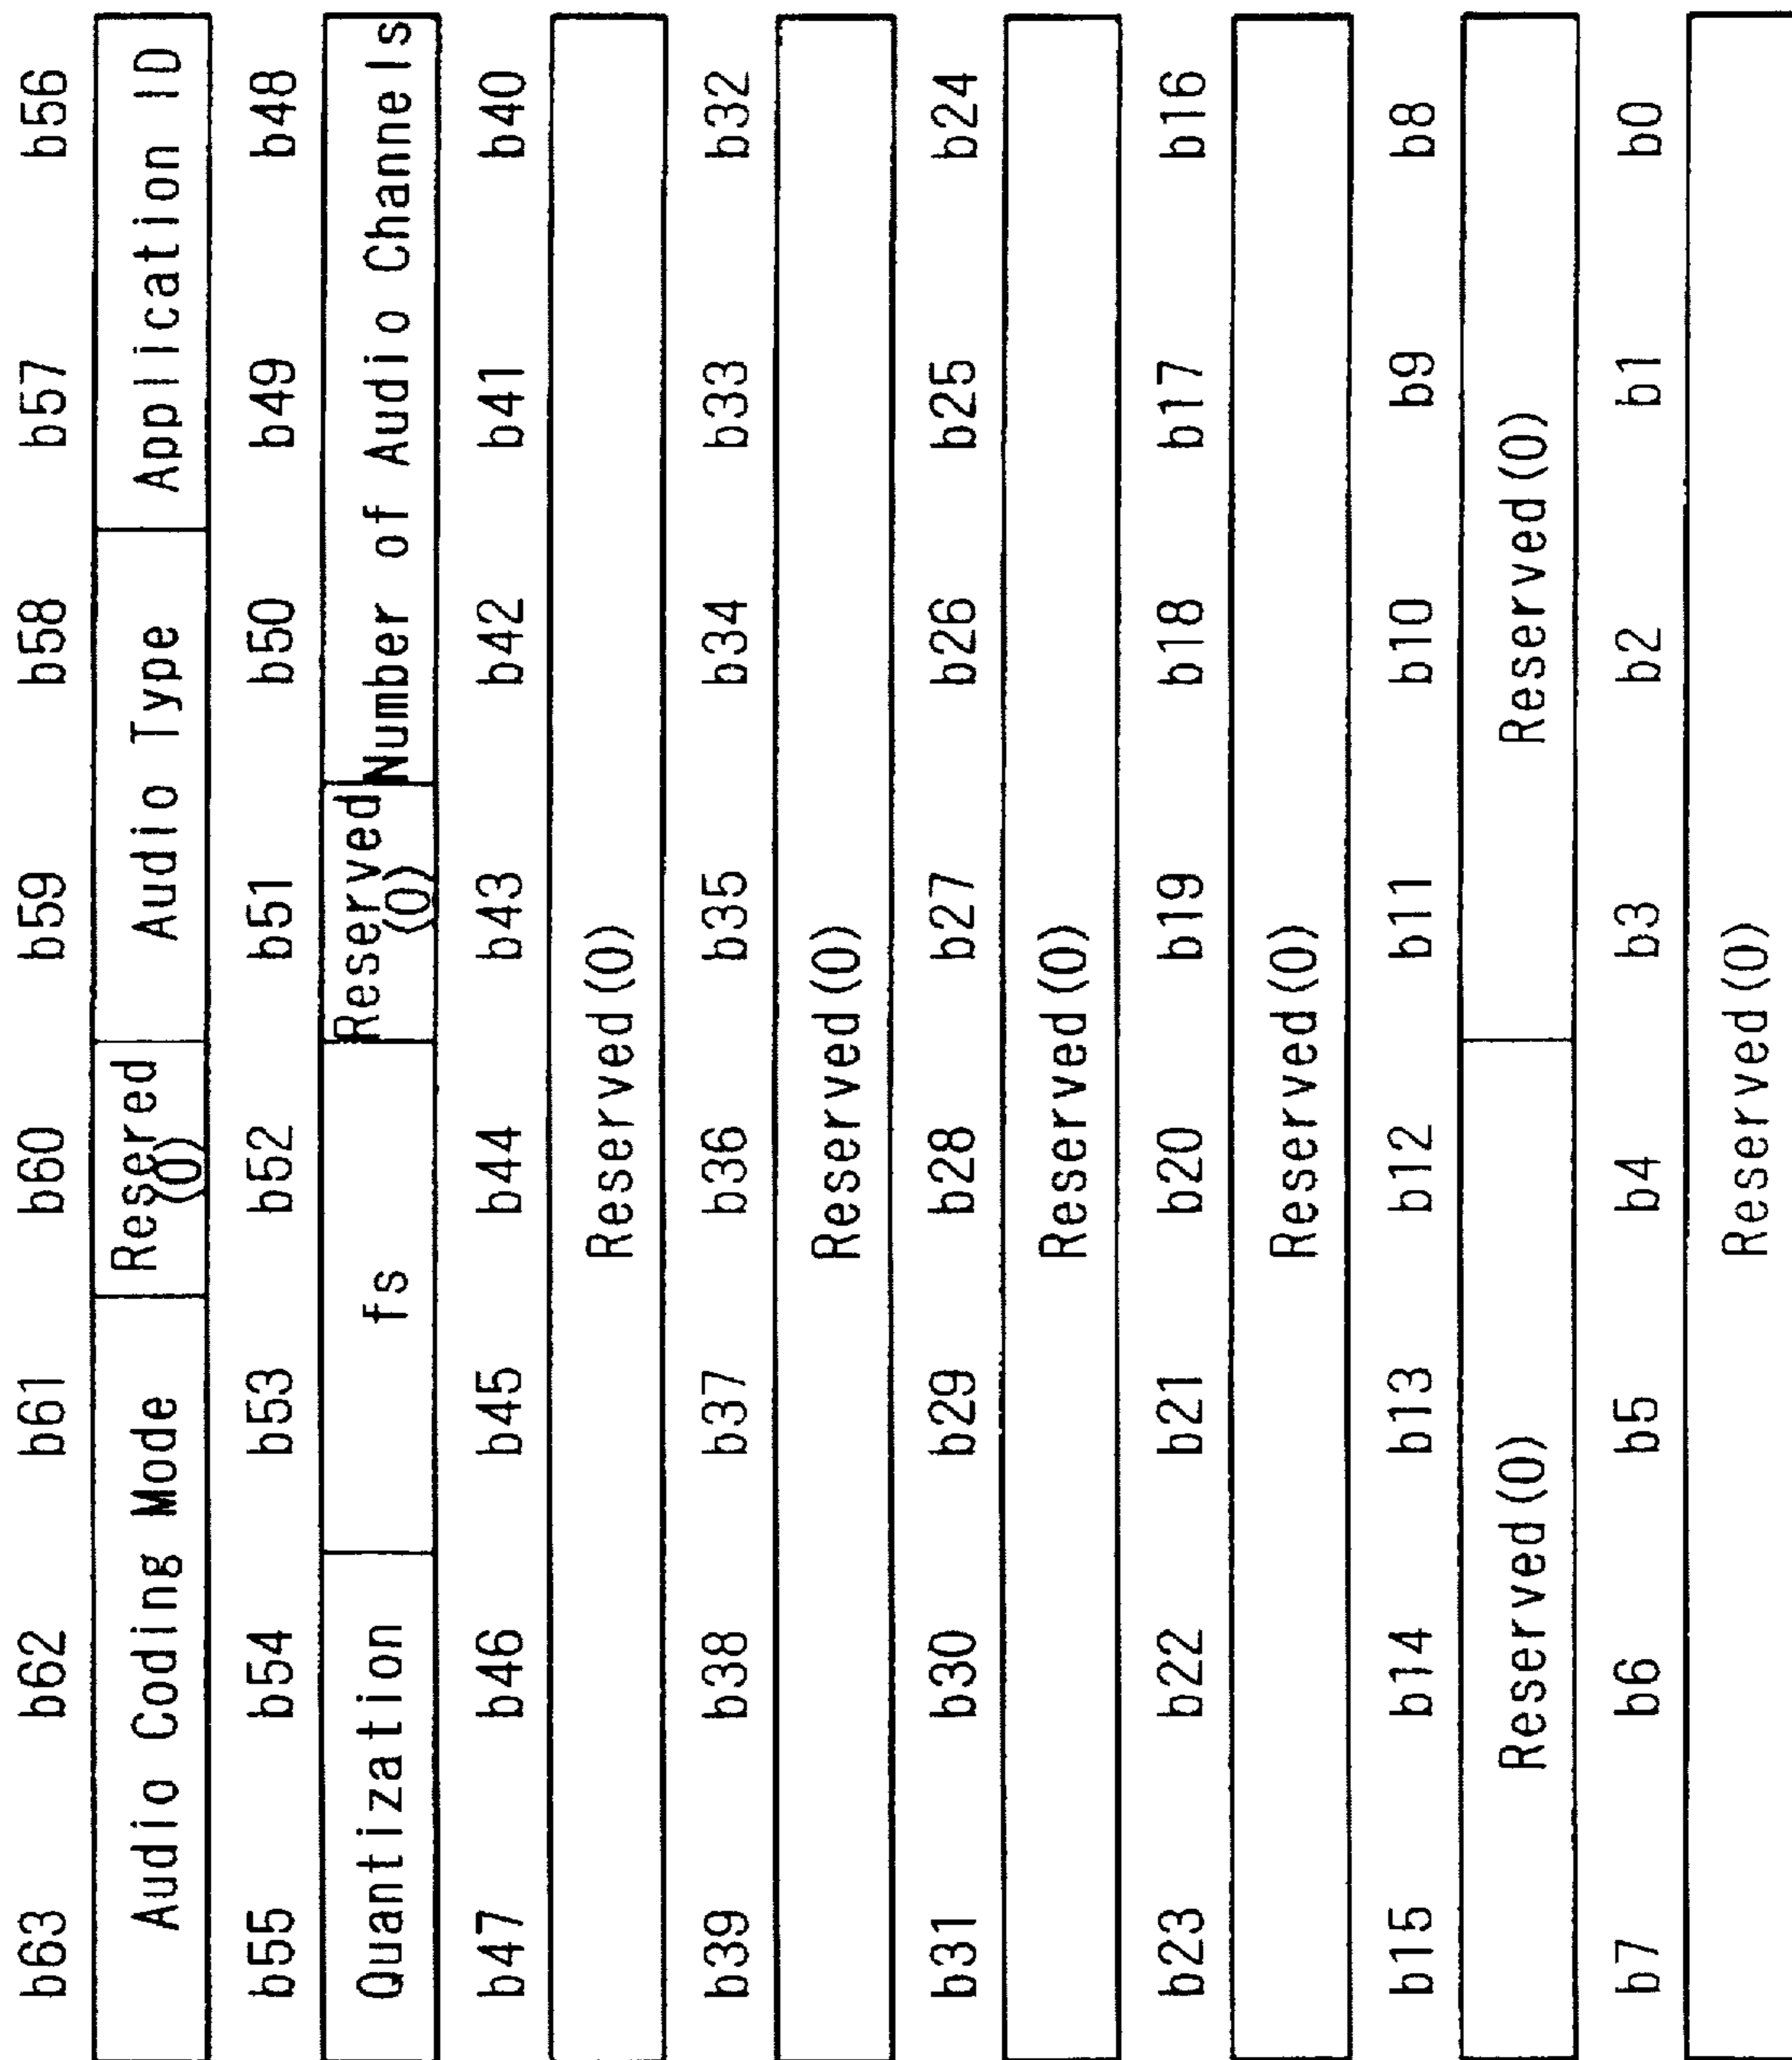 b63 b62 b61 b60 b59 b58 b57 b56
Audio Coding Mode Resered (0) Audio Type Application ID
b55 b54 b53 b52 b51 b50 b49 b48
Quantization fs Reserved (0) Number of Audio Channels
b47 b46 b45 b44 b43 b42 b41 b40
Reserved(0)
b39 b38 b37 b36 b35 b34 b33 b32
Reserved(0)
b31 b30 b29 b28 b27 b26 b25 b24
Reserved(0)
b23 b22 b21 b20 b19 b18 b17 b16
Reserved(0)
b15 b14 b13 b12 b11 b10 b9 b8
Reserved(0) Reserved(0)
b7 b6 b5 b4 b3 b2 b1 b0
Reserved(0)